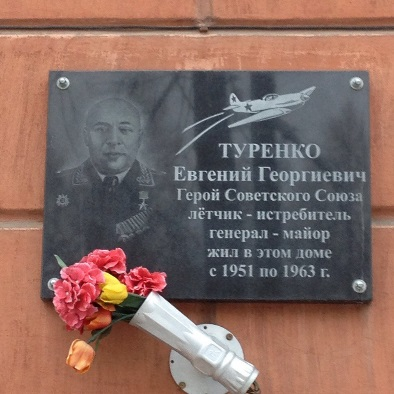 ТУРЕНКО
Евгений Георгиевич
Герой Советского Союза
лётчик - истребитель
генерал - майор
жил в этом доме
с 1951 по 1963 г.